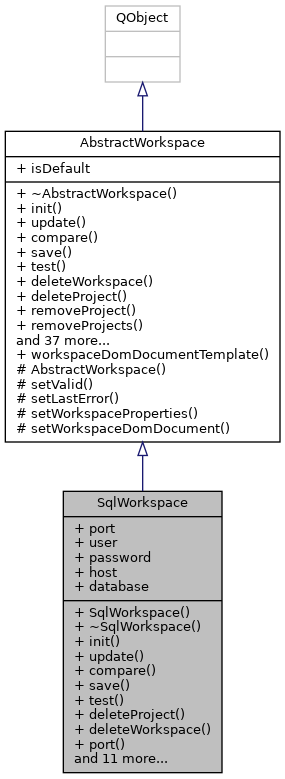 QObject
AbstractWorkspace
+ isDefault
+ ~AbstractWorkspace()
+ init()
+ update()
+ compare()
+ save()
+ test()
+ deleteWorkspace()
+ deleteProject()
+ removeProject()
+ removeProjects()
and 37 more...
+ workspaceDomDocumentTemplate()
# AbstractWorkspace()
# setValid()
# setLastError()
# setWorkspaceProperties()
# setWorkspaceDomDocument()
SqlWorkspace
+ port
+ user
+ password
+ host
+ database
+ SqlWorkspace()
+ ~SqlWorkspace()
+ init()
+ update()
+ compare()
+ save()
+ test()
+ deleteProject()
+ deleteWorkspace()
+ port()
and 11 more...